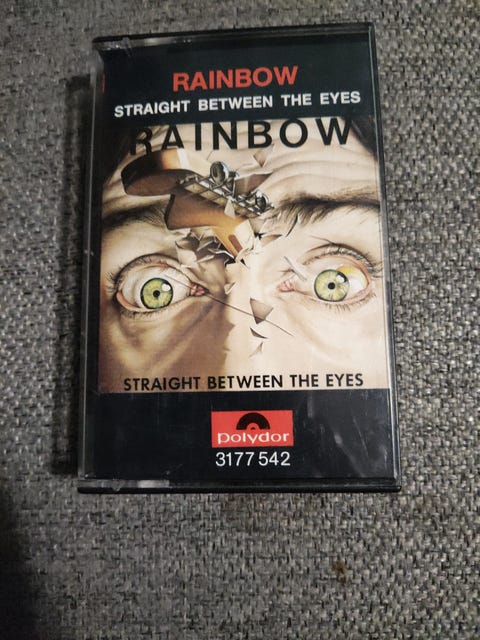 RAINBOW
STRAIGHT BETWEEN THE EYES
RAINBOW
STRAIGHT BETWEEN THE EYES
polydor
3177 542